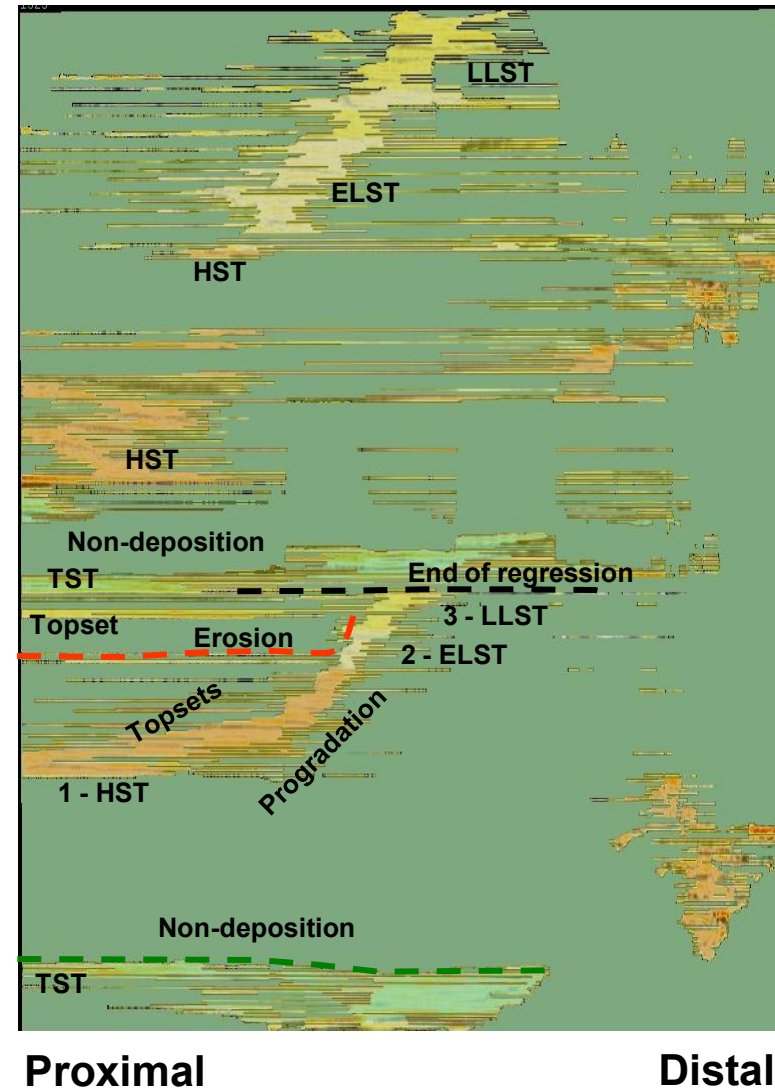 LLST
ELST
HST
HST
Non-deposition
TST
End of regression
Topset
3 - LLST
Erosion
2 - ELST
Topsets
Progradation
1 - HST
Non-deposition
TST
Proximal
Distal